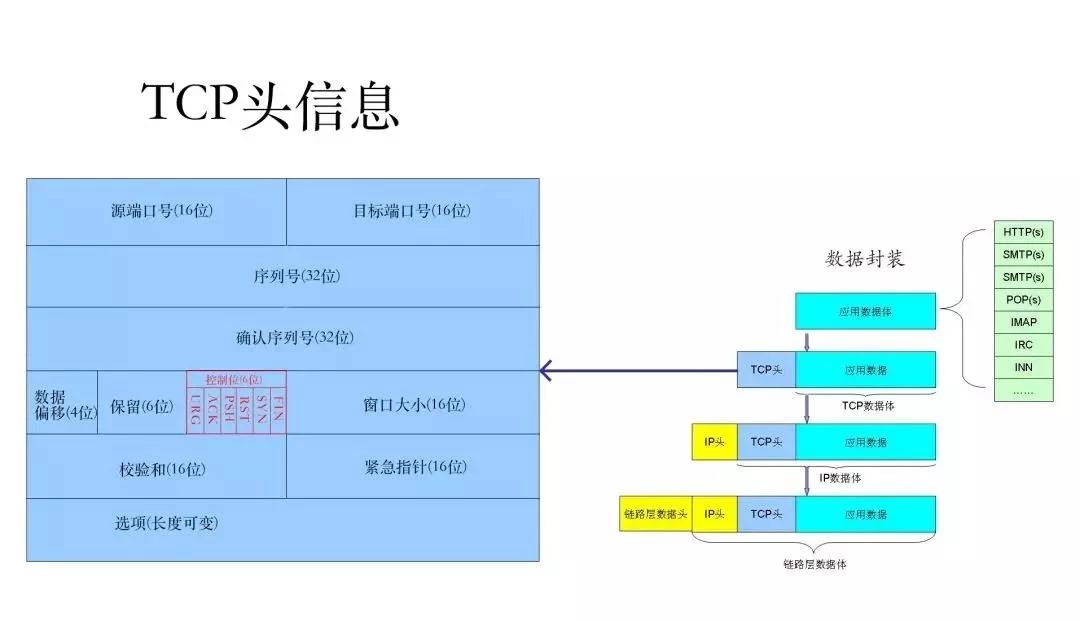 TCP头信息
源端口号(16位)
目标端口号(16位)
序列号(32位)
确认序列号(32位)
数据
偏移(4位)
保留(6位)
控制位(6位)
URG
ACK
PSH
RST
SYN
FIN
窗口大小(16位)
校验和(16位)
紧急指针(16位)
选项(长度可变)
数据封装
应用数据体
HTTP(s)
SMTP(s)
SMTP(s)
POP(s)
IMAP
IRC
INN
……
TCP头
应用数据
TCP数据体
IP头
TCP头
应用数据
IP数据体
链路层数据头
IP头
TCP头
应用数据
链路层数据体